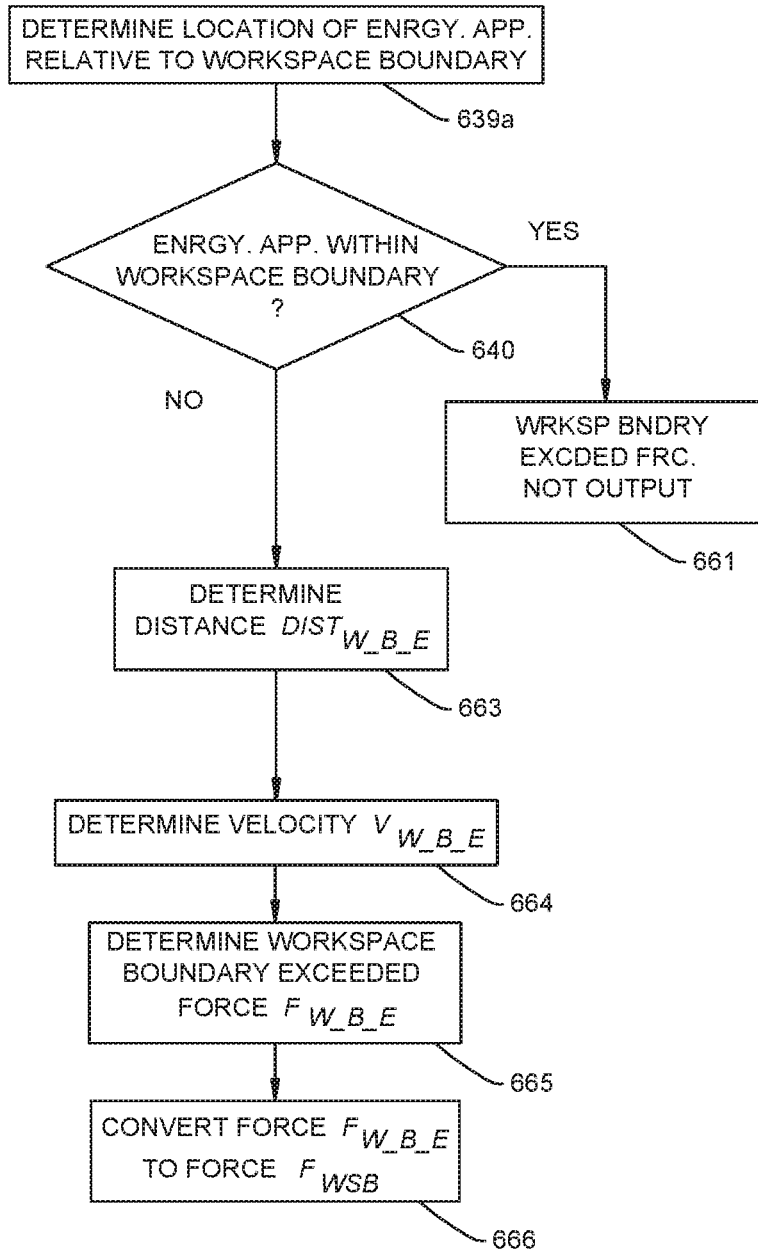 DETERMINE LOCATION OF ENRGY. APP.
RELATIVE TO WORKSPACE BOUNDARY
639a
ENRGY. APP. WITHIN
WORKSPACE BOUNDARY
?
YES
640
NO
WRKSP BNDRY
EXCDED FRC.
NOT OUTPUT
661
DETERMINE
DISTANCE DIST W_B_E
663
DETERMINE VELOCITY V W_B_E
664
DETERMINE WORKSPACE
BOUNDARY EXCEEDED
FORCE F W_B_E
665
CONVERT FORCE F W_B_E
TO FORCE F WSB
666